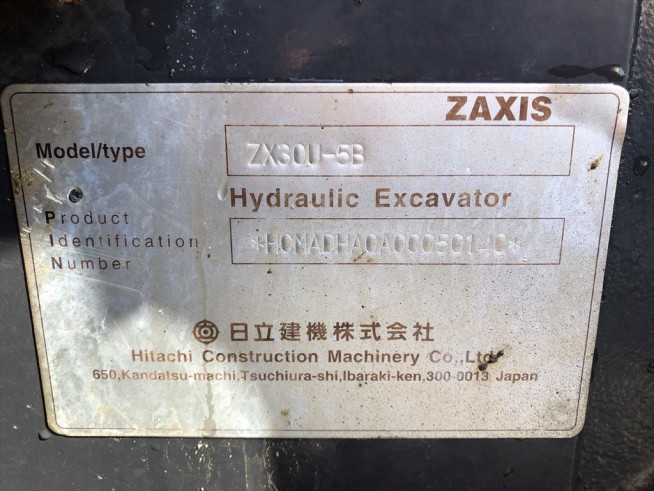 ZAXIS
Model/type
ZX30U-5B
Hydraulic Excavator
Product
Identification
Number
*HCMADHA0A00050140*
日立建機株式会社
Hitachi Construction Machinery Co.,Ltd.
650,Kandatsu-machi,Tsuchiura-shi,Ibaraki-ken,300-0013 Japan